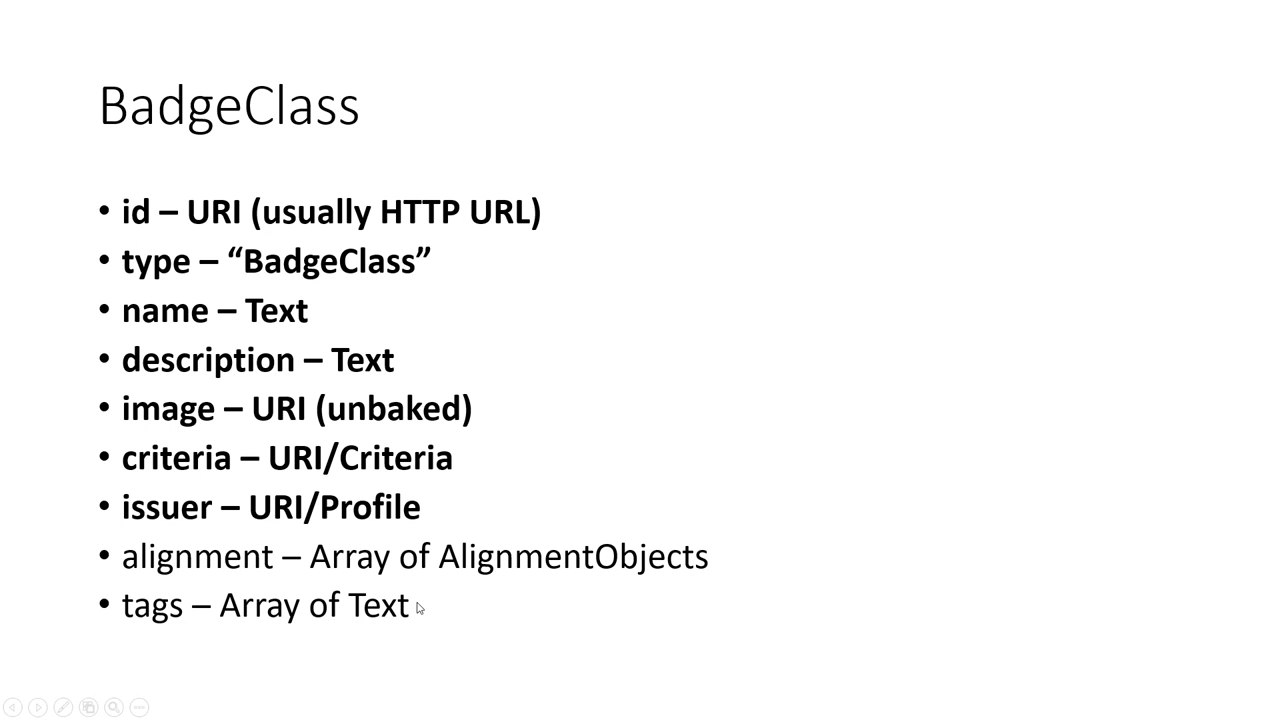 BadgeClass
• id – URI (usually HTTP URL)
• type – “BadgeClass”
• name – Text
• description – Text
• image – URI (unbaked)
• criteria – URI/Criteria
• issuer – URI/Profile
• alignment – Array of AlignmentObjects
• tags – Array of Text